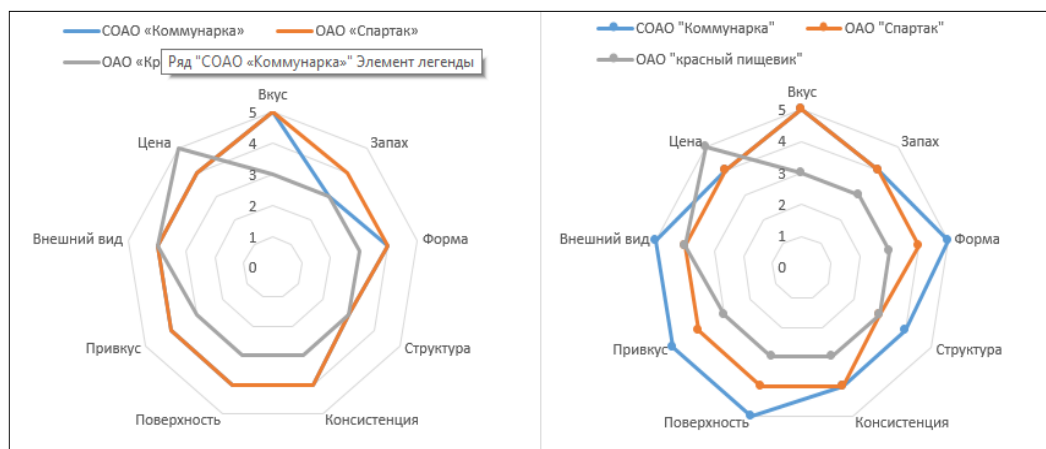 СОАО «Коммунарка»
ОАО «Спартак»
ОАО «Кр
Ряд "СОАО «Коммунарка»" Элемент легенды
Вкус
Запах
Форма
Структура
Консистенция
Поверхность
Привкус
Внешний вид
Цена
5
4
3
2
1
0
СОАО "Коммунарка"
ОАО "Спартак"
ОАО "красный пищевик"
Вкус
Запах
Форма
Структура
Консистенция
Поверхность
Привкус
Внешний вид
Цена
5
4
3
2
1
0